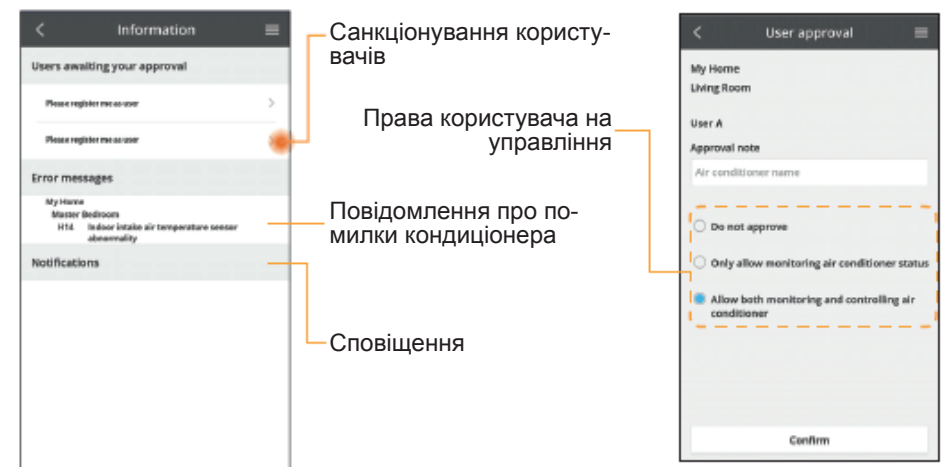 Information
Users awaiting your approval
Please register me as user
Please register me as user
Error messages
My Home
Master Bedroom
H14 Indoor intake air temperature sensor
abnormality
Notifications
Санкціонування користу-
вачів
Права користувача на
управління
Повідомлення про по-
милки кондиціонера
Сповіщення
User approval
My Home
Living Room
User A
Approval note
Air conditioner name
Do not approve
Only allow monitoring air conditioner status
Allow both monitoring and controlling air
conditioner
Confirm